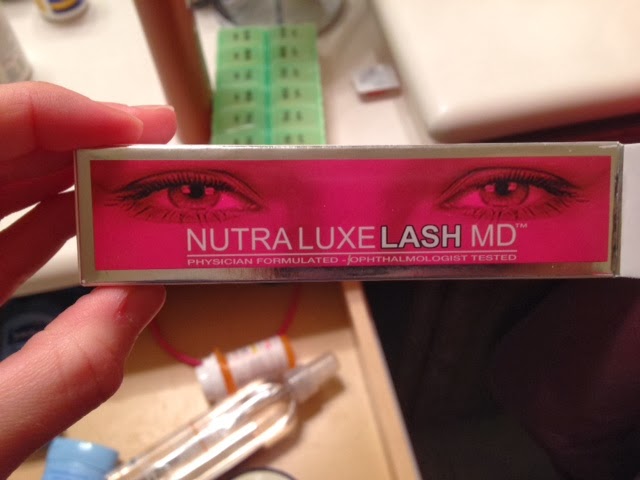 NUTRA LUXE LASH MD™
PHYSICIAN FORMULATED - OPHTHALMOLOGIST TESTED